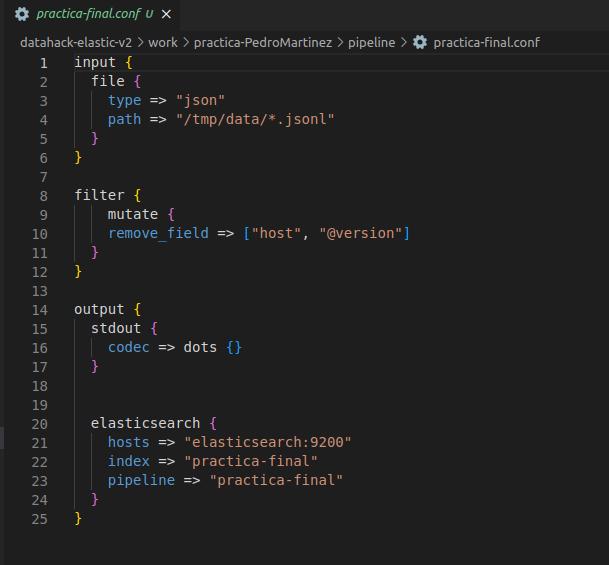 practica-final.conf U ×
datahack-elastic-v2 > work > practica-PedroMartinez > pipeline > practica-final.conf
1 input {
2 file {
3 type => "json"
4 path => "/tmp/data/*.jsonl"
5 }
6 }
7
8 filter {
9 mutate {
10 remove_field => ["host", "@version"]
11 }
12 }
13
14 output {
15 stdout {
16 codec => dots {}
17 }
18
19
20 elasticsearch {
21 hosts => "elasticsearch:9200"
22 index => "practica-final"
23 pipeline => "practica-final"
24 }
25 }